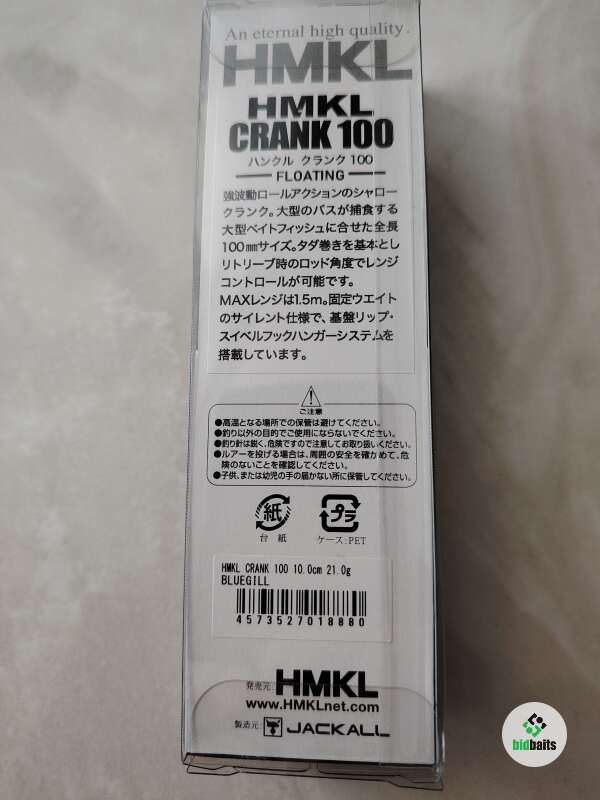 An eternal high quality.
HMKL
HMKL
CRANK 100
ハンクル クランク 100
FLOATING
強波動ロールアクションのシャロー
クランク。大型のバスが捕食する
大型ベイトフィッシュに合せた全長
100㎜サイズ。タダ巻きを基本とし
リトリーブ時のロッド角度でレンジ
コントロールが可能です。
MAXレンジは1.5m。固定ウエイト
のサイレント仕様で、基盤リップ・
スイベルフックハンガーシステムを
搭載しています。
ご注意
●高温となる場所での保管は避けてください。
●釣り以外の目的でご使用にならないでください。
●釣り針は鋭く、危険ですので注意してお取り扱いください。
●ルアーを投げる場合は、周囲の安全を確かめて、危
険のないことを確認してください。
●子供、または幼児の手の届かない所に保管してください。
紙 プラ
台紙 ケース:PET
HMKL CRANK 100 10.0cm 21.0g
BLUEGILL
4573527018880
発売元 HMKL
www.HMKLnet.com
製造元 JACKALL
bidbaits